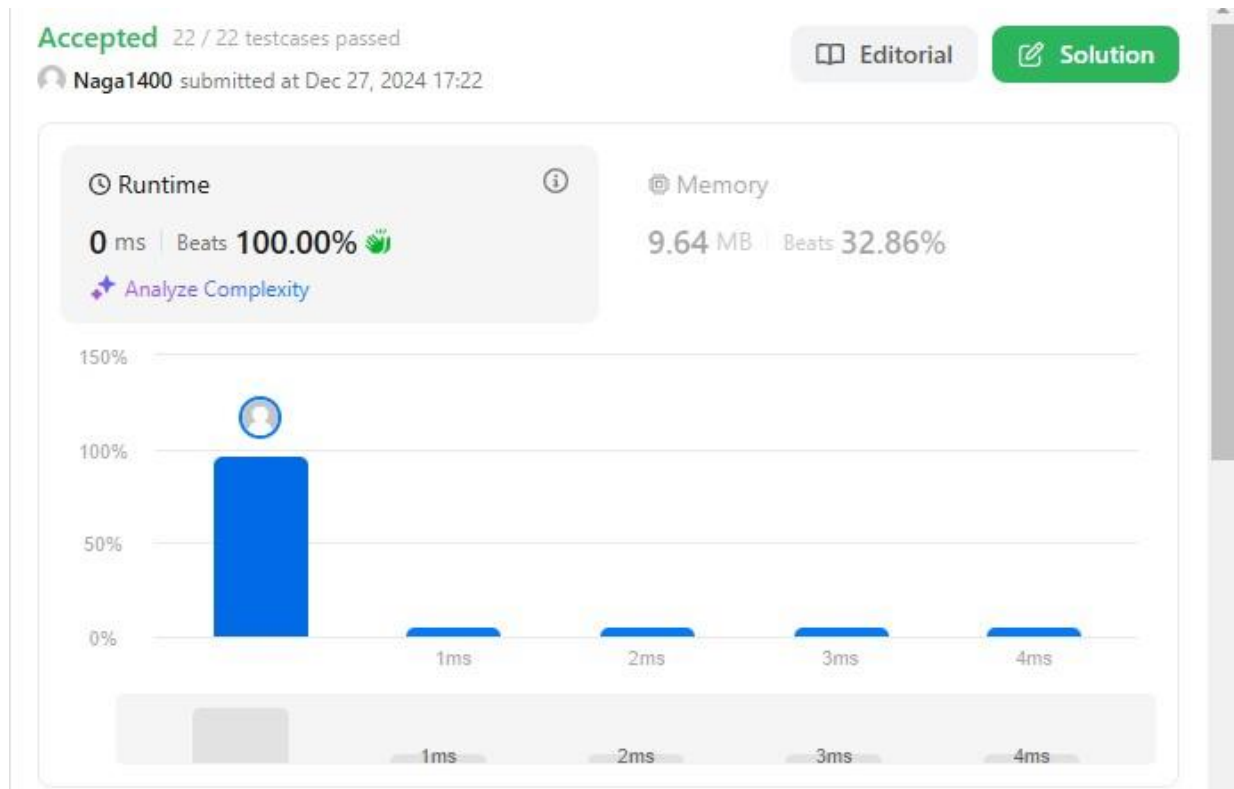 Accepted 22 / 22 testcases passed
Editorial
Solution
Naga1400 submitted at Dec 27, 2024 17:22
Runtime
Memory
0 ms Beats 100.00%
9.64 MB Beats 32.86%
Analyze Complexity
150%
100%
50%
0%
1ms 2ms 3ms 4ms
1ms 2ms 3ms 4ms